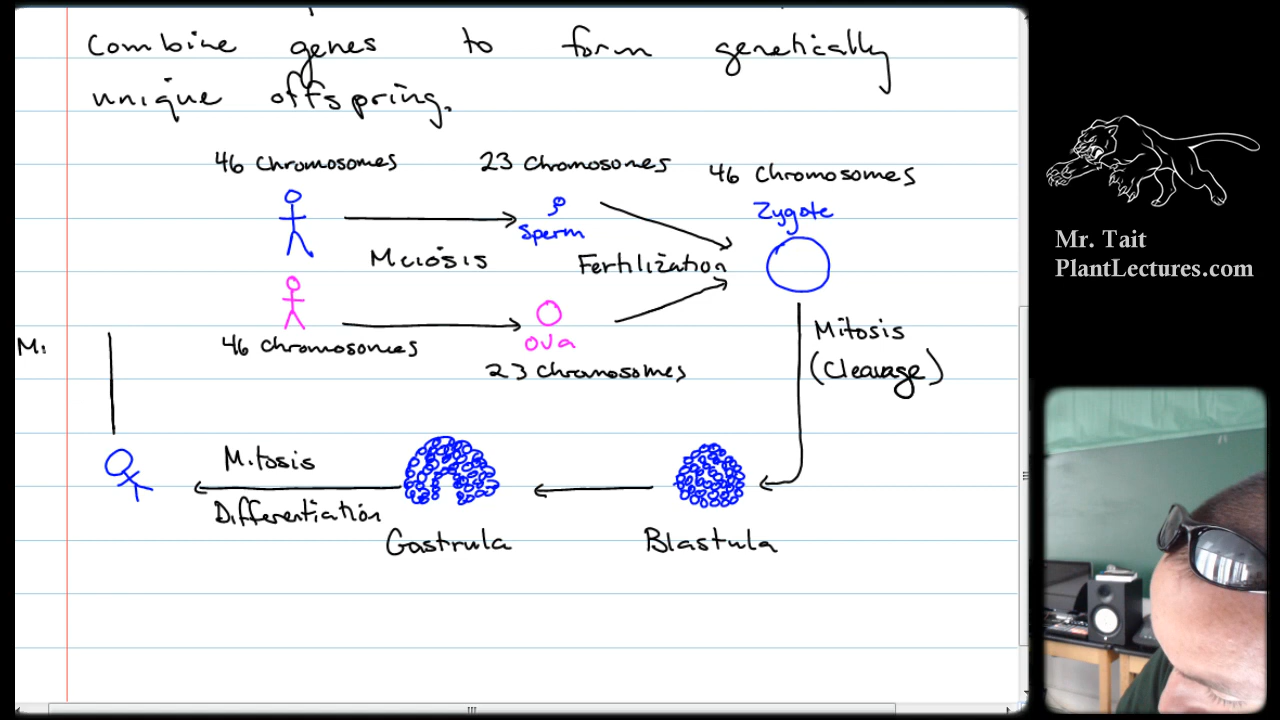 Combine genes to form genetically
unique offspring.
46 Chromosomes
23 Chromosomes
46 Chromosomes
Zygote
Sperm
Meiosis
Fertilization
46 Chromosomes
Ova
23 Chromosomes
Mitosis
(Cleavage)
Mi
Mitosis
Differentiation
Gastrula
Blastula
Mr. Tait
PlantLectures.com